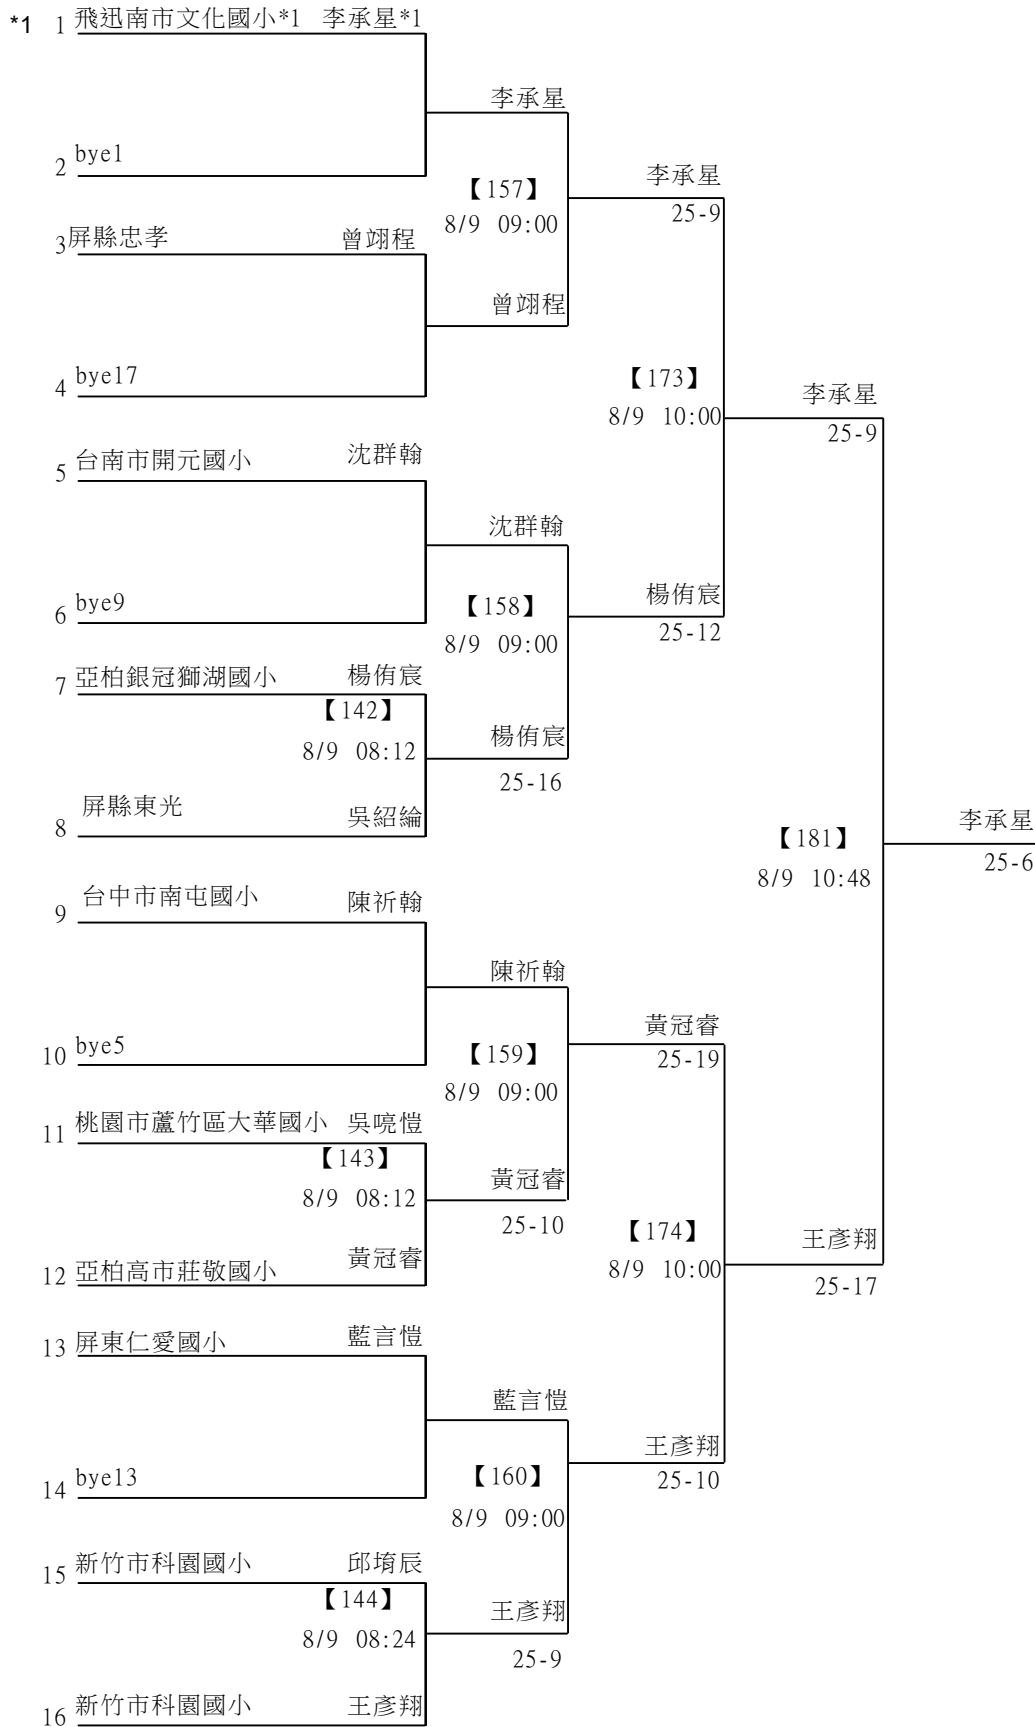 *1 1 飛迅南市文化國小*1 李承星*1
李承星
2 bye1
【157】
8/9 09:00
李承星
25-9
3 屏縣忠孝 曾翊程
曾翊程
4 bye17
【173】
8/9 10:00
李承星
25-9
5 台南市開元國小 沈群翰
沈群翰
6 bye9
【158】
8/9 09:00
楊侑宸
25-12
7 亞柏銀冠獅湖國小 楊侑宸
【142】
8/9 08:12
楊侑宸
25-16
8 屏縣東光 吳紹綸
【181】
8/9 10:48
李承星
25-6
9 台中市南屯國小 陳祈翰
陳祈翰
10 bye5
【159】
8/9 09:00
黃冠睿
25-19
11 桃園市蘆竹區大華國小 吳喨愷
【143】
8/9 08:12
黃冠睿
25-10
12 亞柏高市莊敬國小 黃冠睿
【174】
8/9 10:00
王彥翔
25-17
13 屏東仁愛國小 藍言愷
藍言愷
14 bye13
【160】
8/9 09:00
王彥翔
25-10
15 新竹市科園國小 邱堉辰
【144】
8/9 08:24
王彥翔
25-9
16 新竹市科園國小 王彥翔